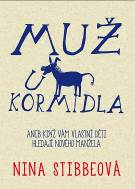 MUŽ
U
KORMIDLA
ANEB KDYŽ VÁM VLASTNÍ DĚTI
HLEDAJÍ NOVÉHO MANŽELA
NINA STIBBEOVÁ